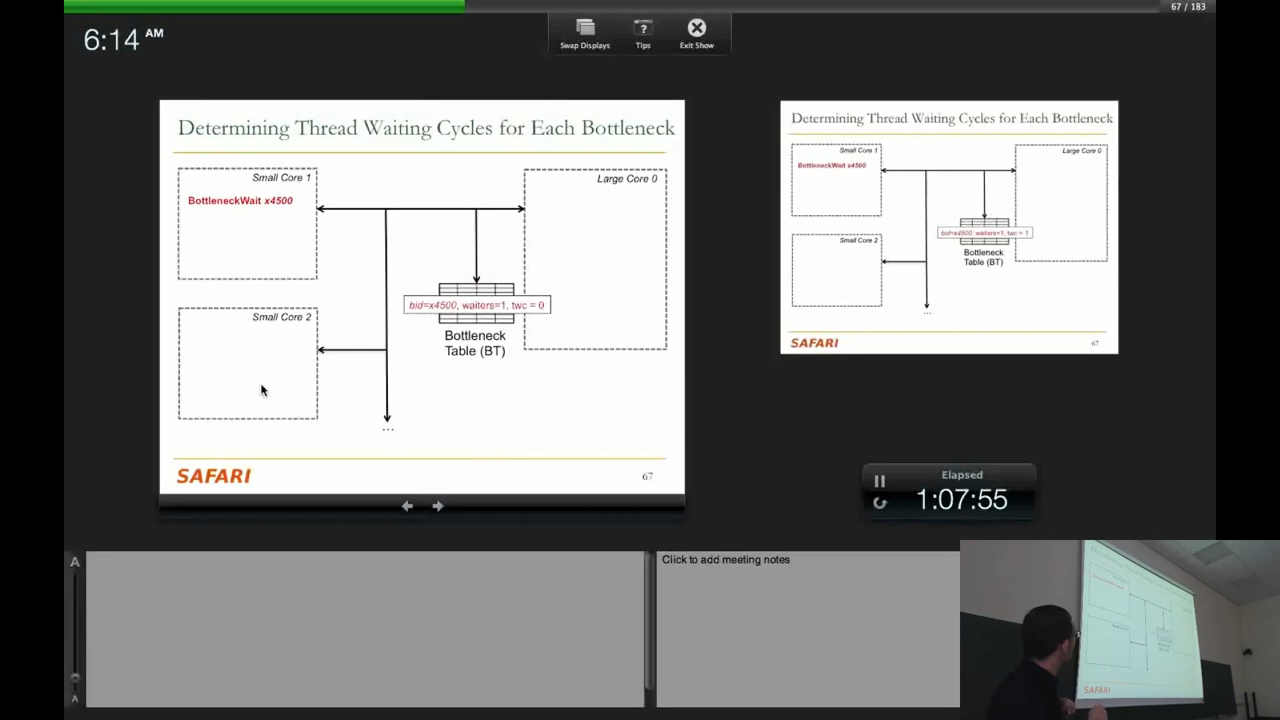 67 / 183
6:14 AM
Swap Displays
Tips
Exit Show
Determining Thread Waiting Cycles for Each Bottleneck
Small Core 1
BottleneckWait x4500
Large Core 0
bid=x4500, waiters=1, twc = 0
Bottleneck
Table (BT)
Small Core 2
...
SAFARI
67
Determining Thread Waiting Cycles for Each Bottleneck
Small Core 1
BottleneckWait x4500
Large Core 0
bid=x4500, waiters=1, twc = 1
Bottleneck
Table (BT)
Small Core 2
...
SAFARI
67
Elapsed
1:07:55
A
A
Click to add meeting notes
SAFARI